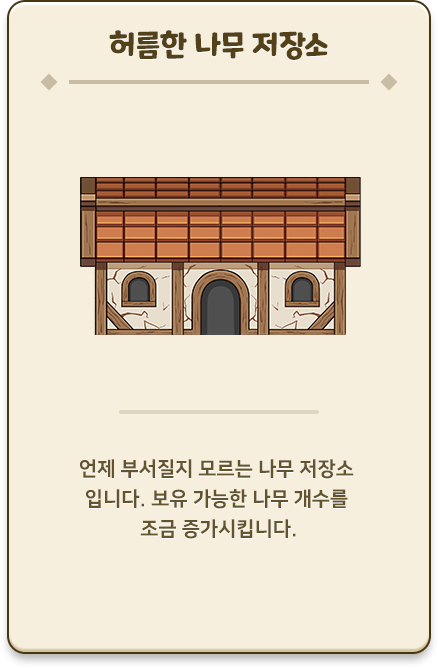 허름한 나무 저장소
언제 부서질지 모르는 나무 저장소
입니다. 보유 가능한 나무 개수를
조금 증가시킵니다.